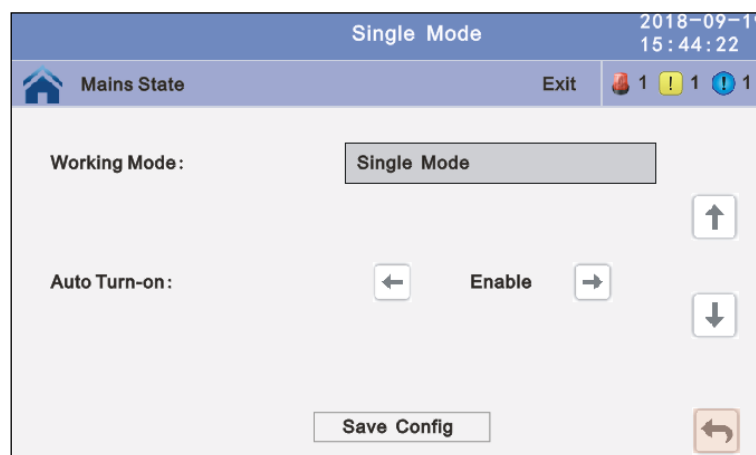 Single Mode
2018-09-1
15:44:22
Mains State
Exit
1
1
1
Working Mode:
Single Mode
Auto Turn-on:
Enable
Save Config